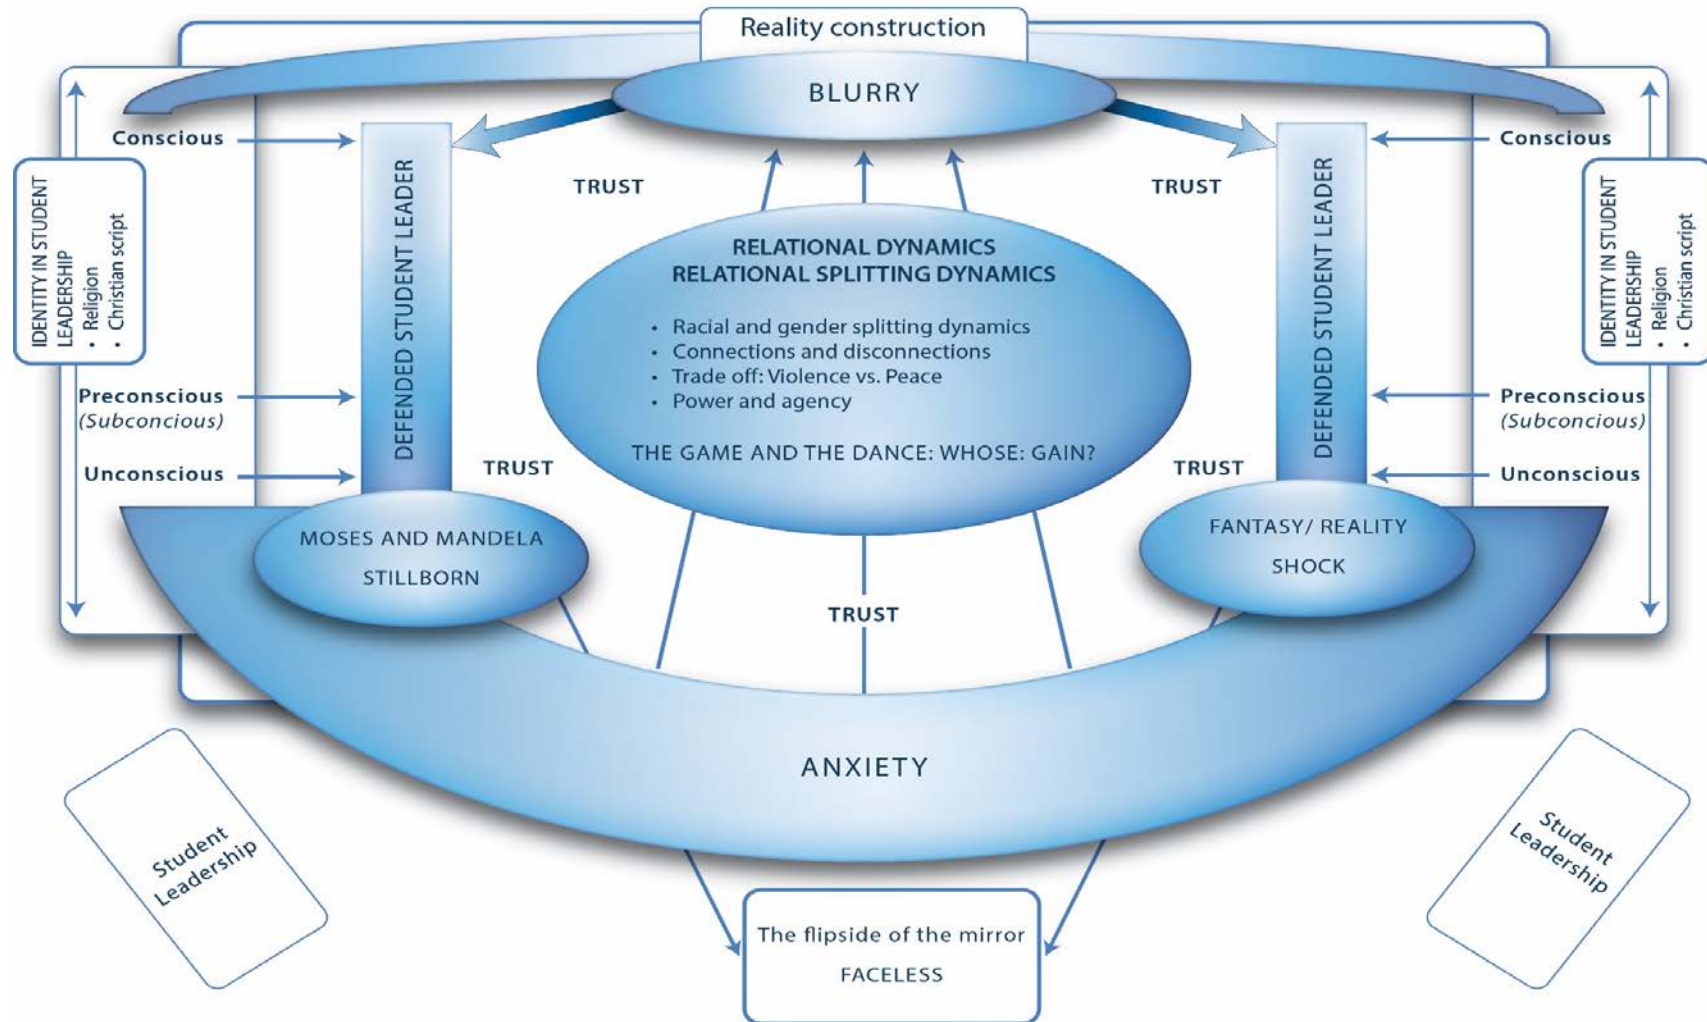 Reality construction
BLURRY
Conscious
Conscious
TRUST
TRUST
IDENTITY IN STUDENT
LEADERSHIP
• Religion
• Christian script
DEFENDED STUDENT LEADER
RELATIONAL DYNAMICS
RELATIONAL SPLITTING DYNAMICS
• Racial and gender splitting dynamics
• Connections and disconnections
• Trade off: Violence vs. Peace
• Power and agency
THE GAME AND THE DANCE: WHOSE: GAIN?
DEFENDED STUDENT LEADER
IDENTITY IN STUDENT
LEADERSHIP
• Religion
• Christian script
Preconscious
(Subconcious)
Preconscious
(Subconcious)
Unconscious
TRUST
TRUST
Unconscious
MOSES AND MANDELA
STILLBORN
FANTASY/ REALITY
SHOCK
TRUST
ANXIETY
Student
Leadership
Student
Leadership
The flipside of the mirror
FACELESS